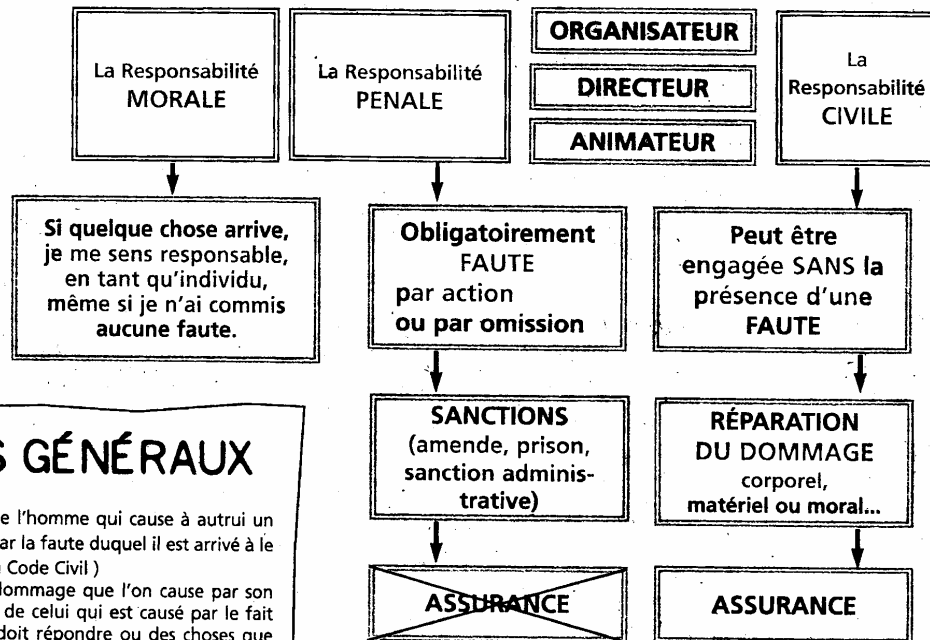 La Responsabilité
MORALE
La Responsabilité
PENALE
ORGANISATEUR
DIRECTEUR
ANIMATEUR
La
Responsabilité
CIVILE
Si quelque chose arrive,
je me sens responsable,
en tant qu'individu,
même si je n'ai commis
aucune faute.
Obligatoirement
FAUTE
par action
ou par omission
Peut être
engagée SANS la
présence d'une
FAUTE
SANCTIONS
(amende, prison,
sanction adminis-
trative)
RÉPARATION
DU DOMMAGE
corporel,
matériel ou moral...
ASSURANCE
ASSURANCE
S GÉNÉRAUX
e l'homme qui cause à autrui un
ar la faute duquel il est arrivé à le
Code Civil )
dommage que l'on cause par son
de celui qui est causé par le fait
doit répondre ou des choses que